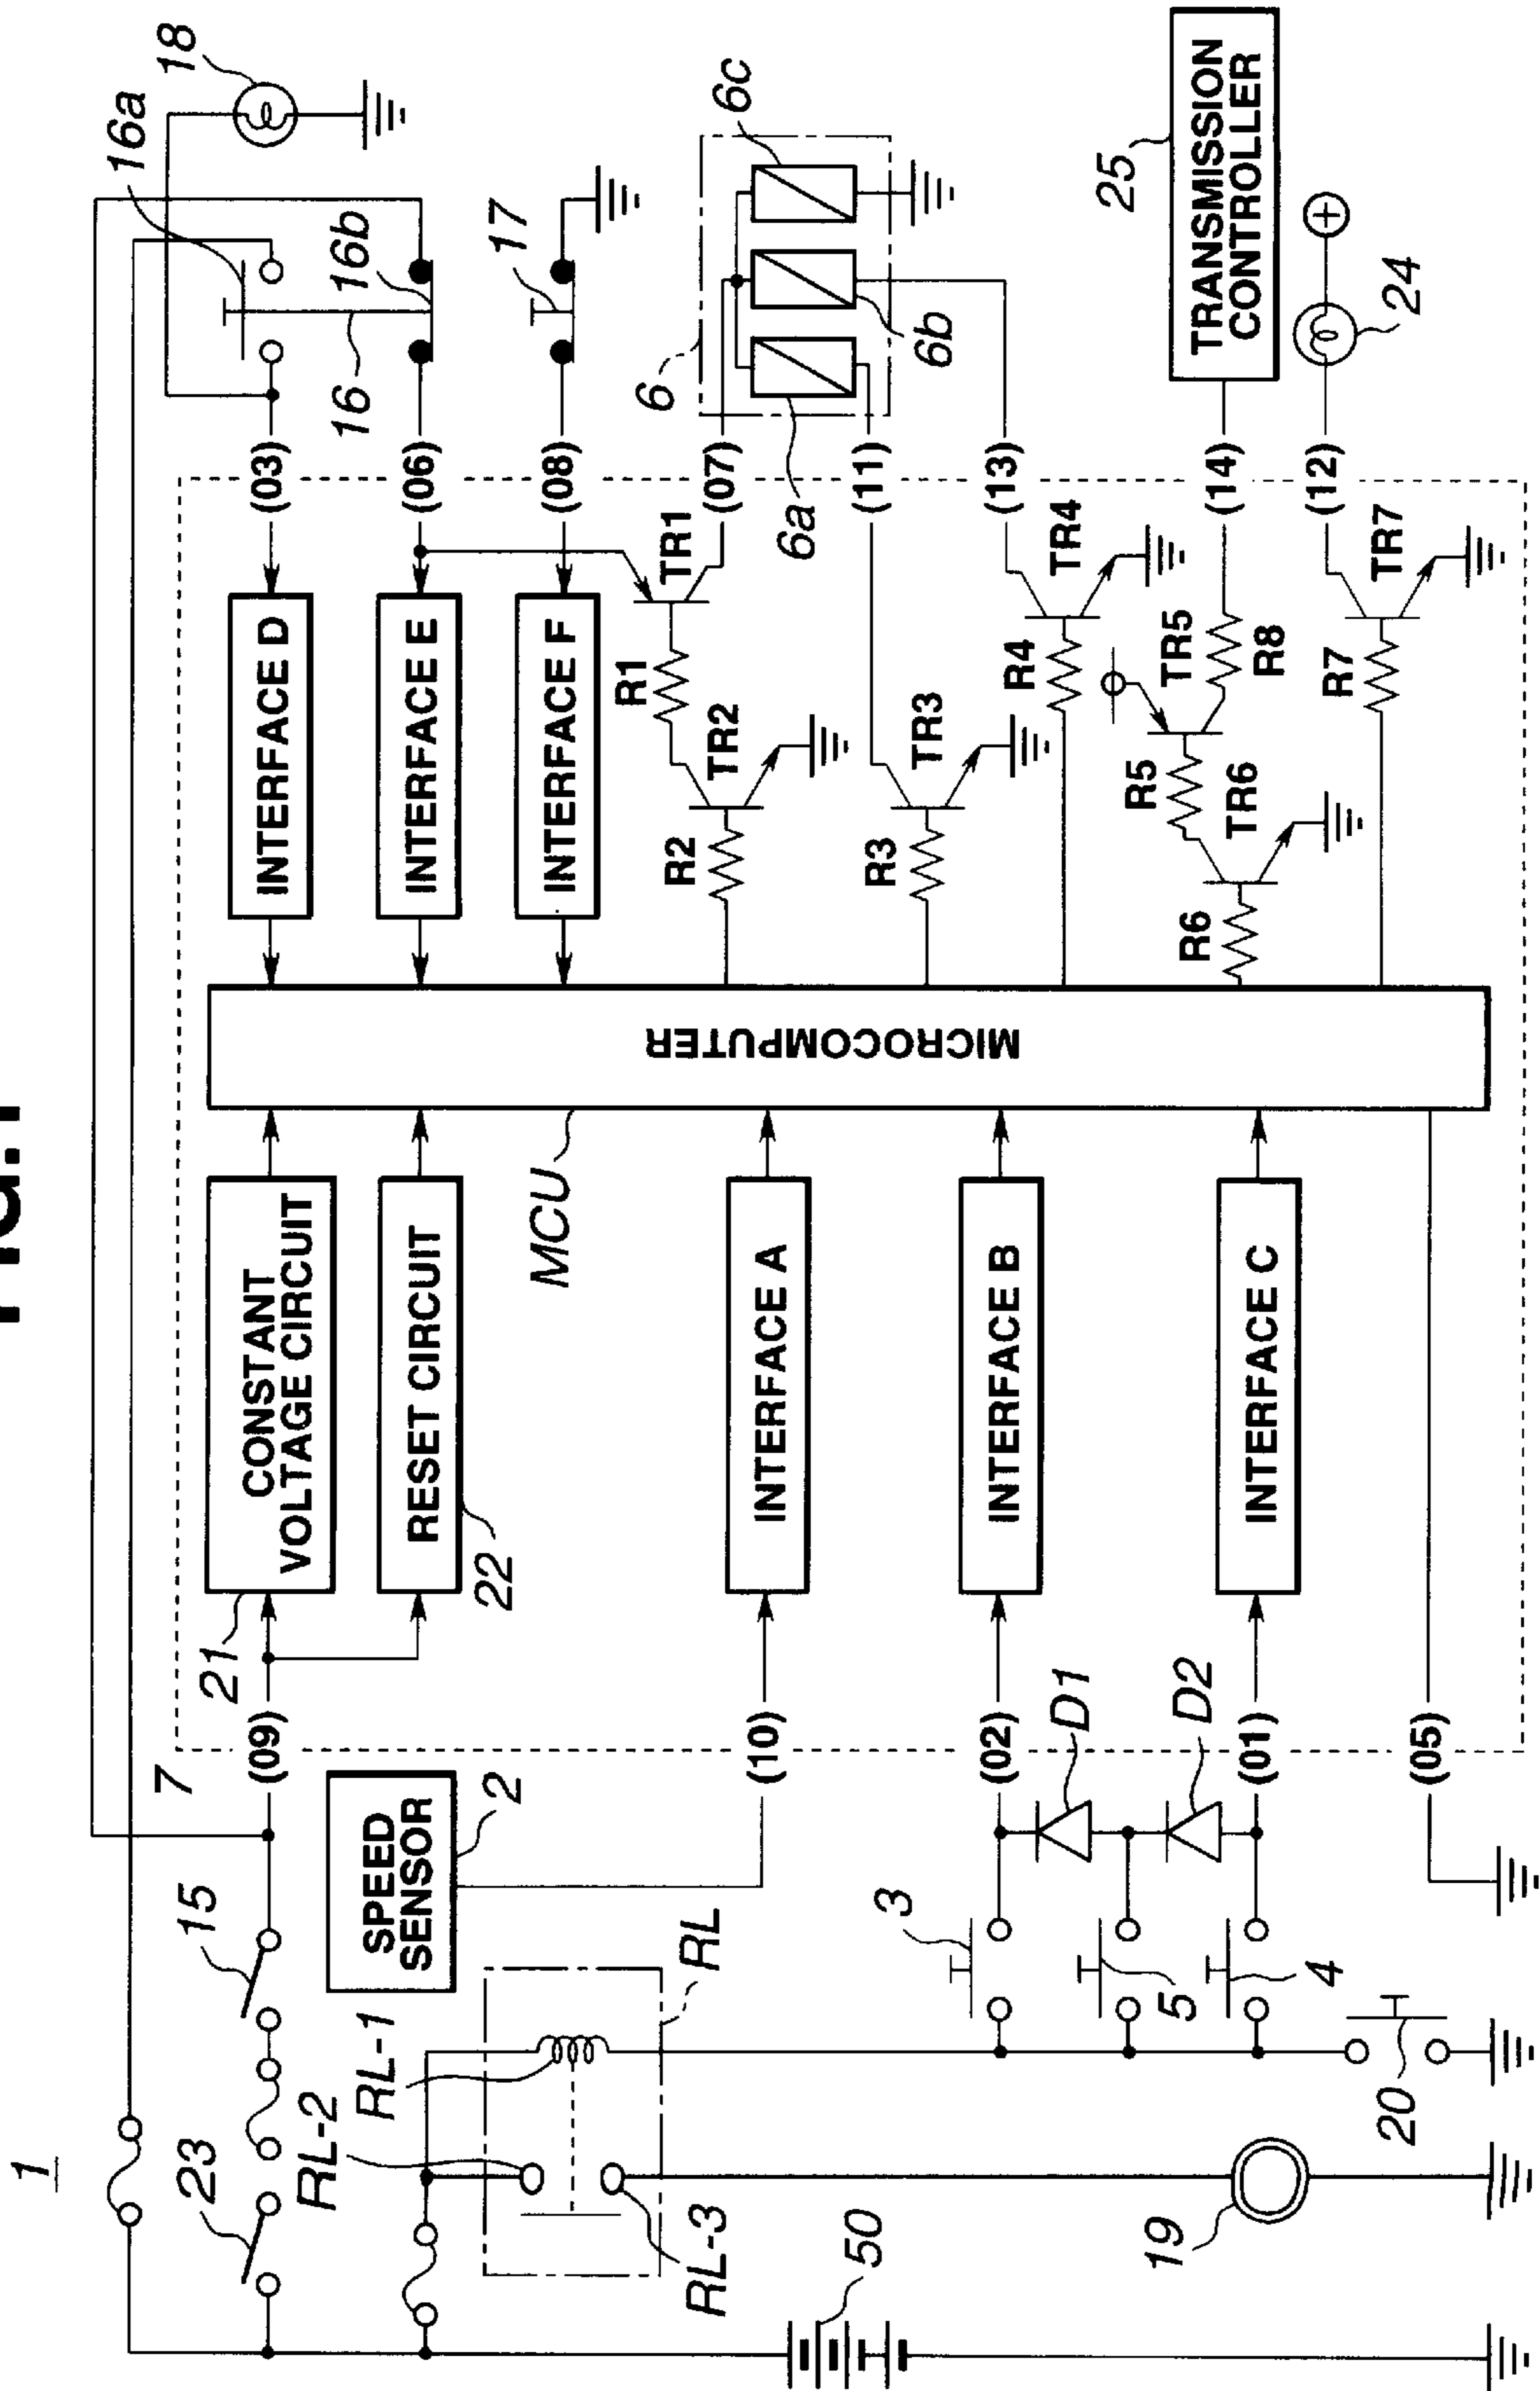 FIG.1
1
23
15
7
(09)
21
CONSTANT
VOLTAGE CIRCUIT
RESET CIRCUIT
22
SPEED
SENSOR
2
(10)
INTERFACE A
MCU
MICROCOMPUTER
RL-1
RL-2
RL-3
RL
50
19
20
3
5
4
D1
D2
(02)
(01)
(05)
INTERFACE B
INTERFACE C
INTERFACE D
INTERFACE E
INTERFACE F
(03)
(06)
(08)
16
16a
16b
17
18
R1
TR1
R2
TR2
(07)
6
6a
6b
6c
R3
TR3
(11)
R4
TR4
(13)
R5
TR5
R6
TR6
R8
(14)
25
TRANSMISSION
CONTROLLER
R7
TR7
(12)
24
+